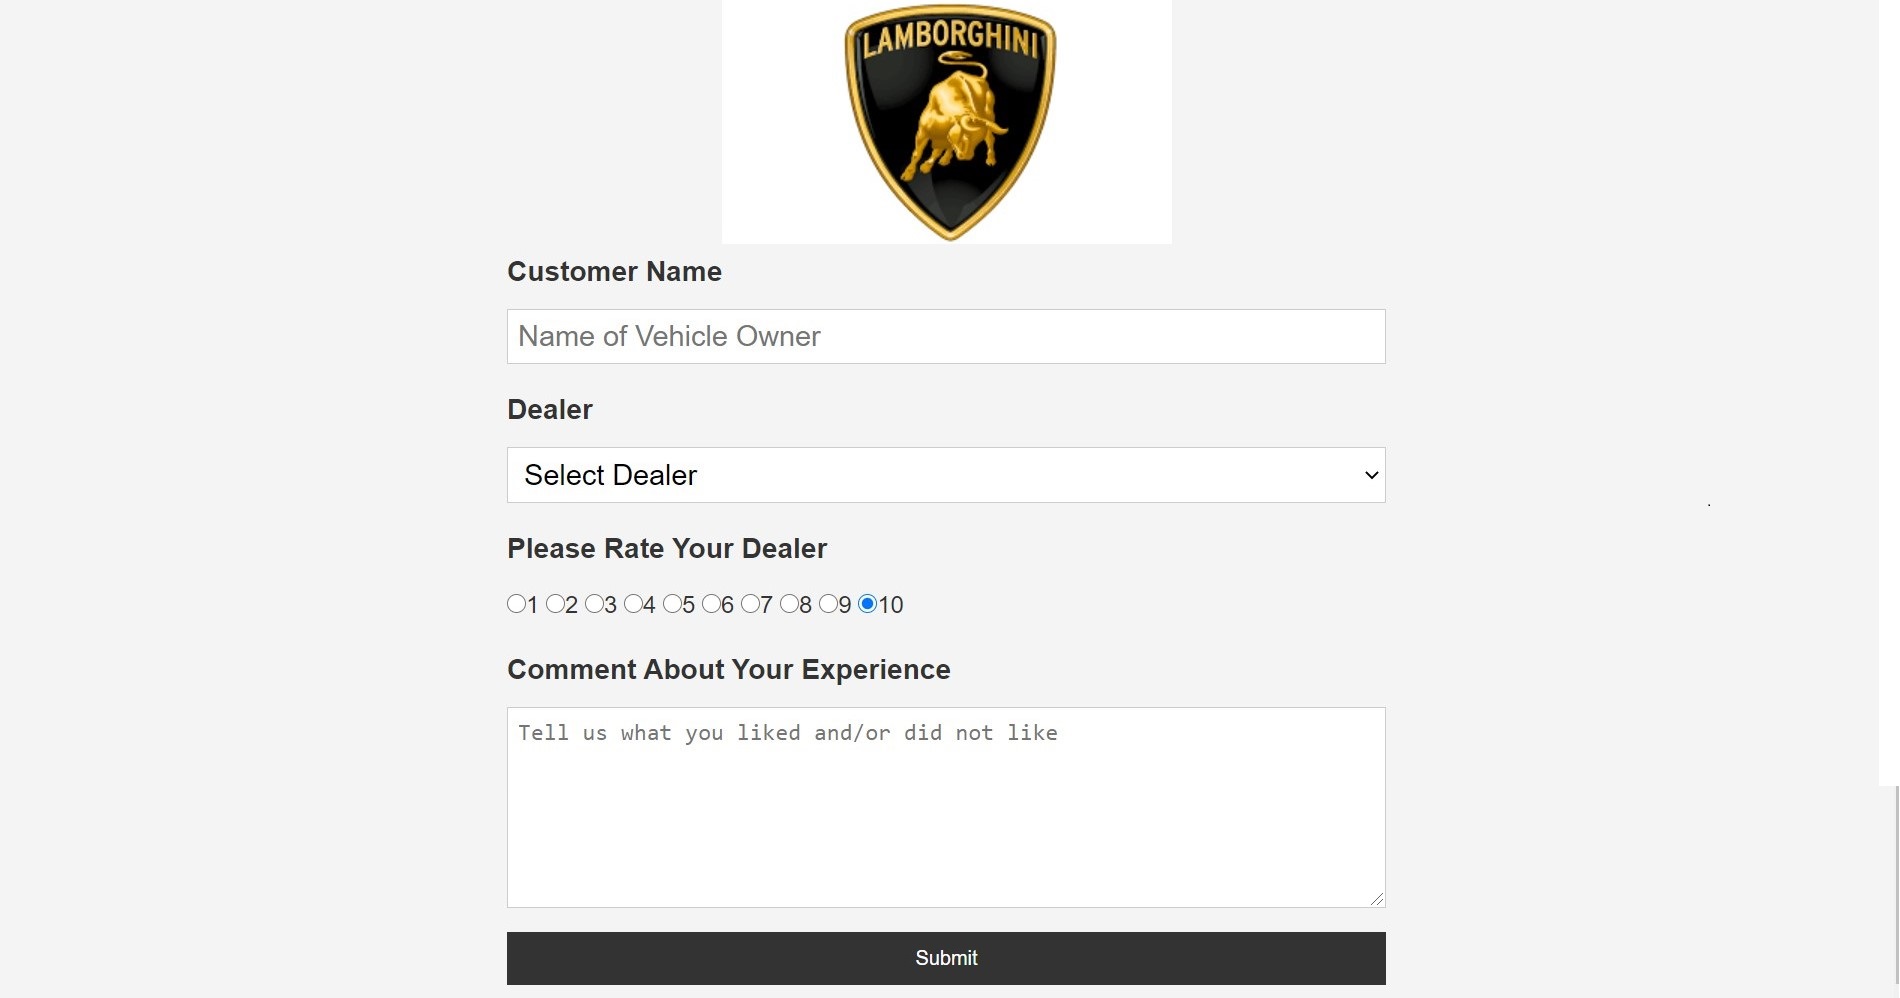 LAMBORGHINI
Customer Name
Name of Vehicle Owner
Dealer
Select Dealer
Please Rate Your Dealer
1 2 3 4 5 6 7 8 9 10
Comment About Your Experience
Tell us what you liked and/or did not like
Submit